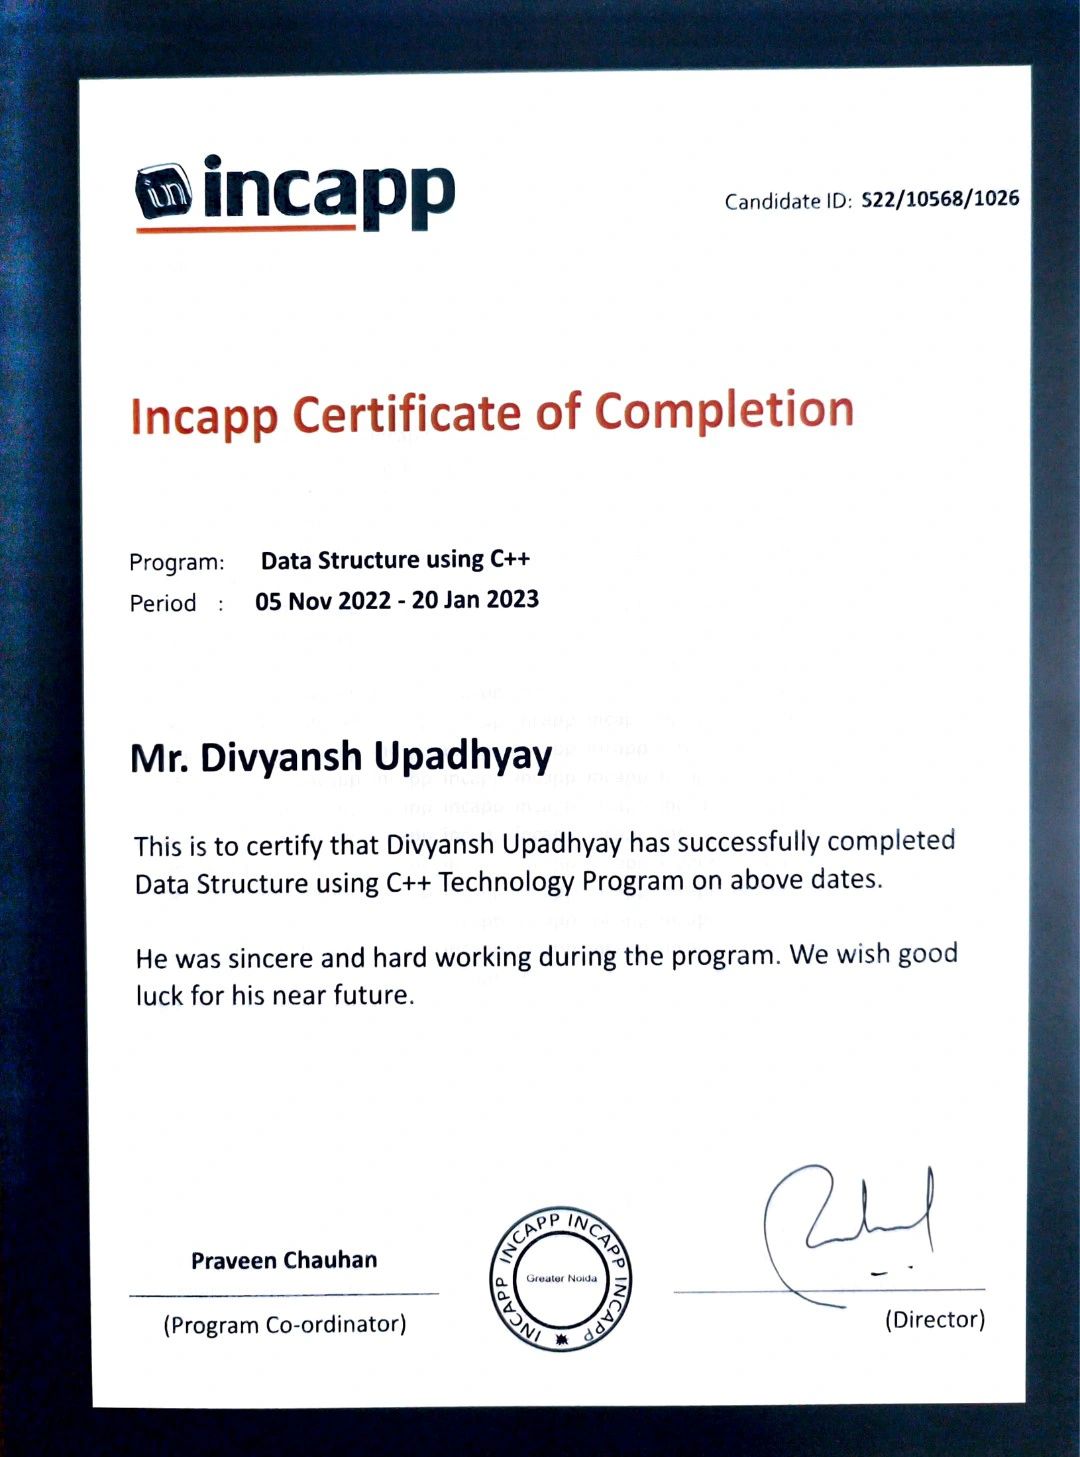 in incapp
Candidate ID: S22/10568/1026
Incapp Certificate of Completion
Program: Data Structure using C++
Period : 05 Nov 2022 - 20 Jan 2023
Mr. Divyansh Upadhyay
This is to certify that Divyansh Upadhyay has successfully completed
Data Structure using C++ Technology Program on above dates.
He was sincere and hard working during the program. We wish good
luck for his near future.
Praveen Chauhan
(Program Co-ordinator)
INCAPP INCAPP INCAPP INCAPP INCAPP
Greater Noida
(Director)